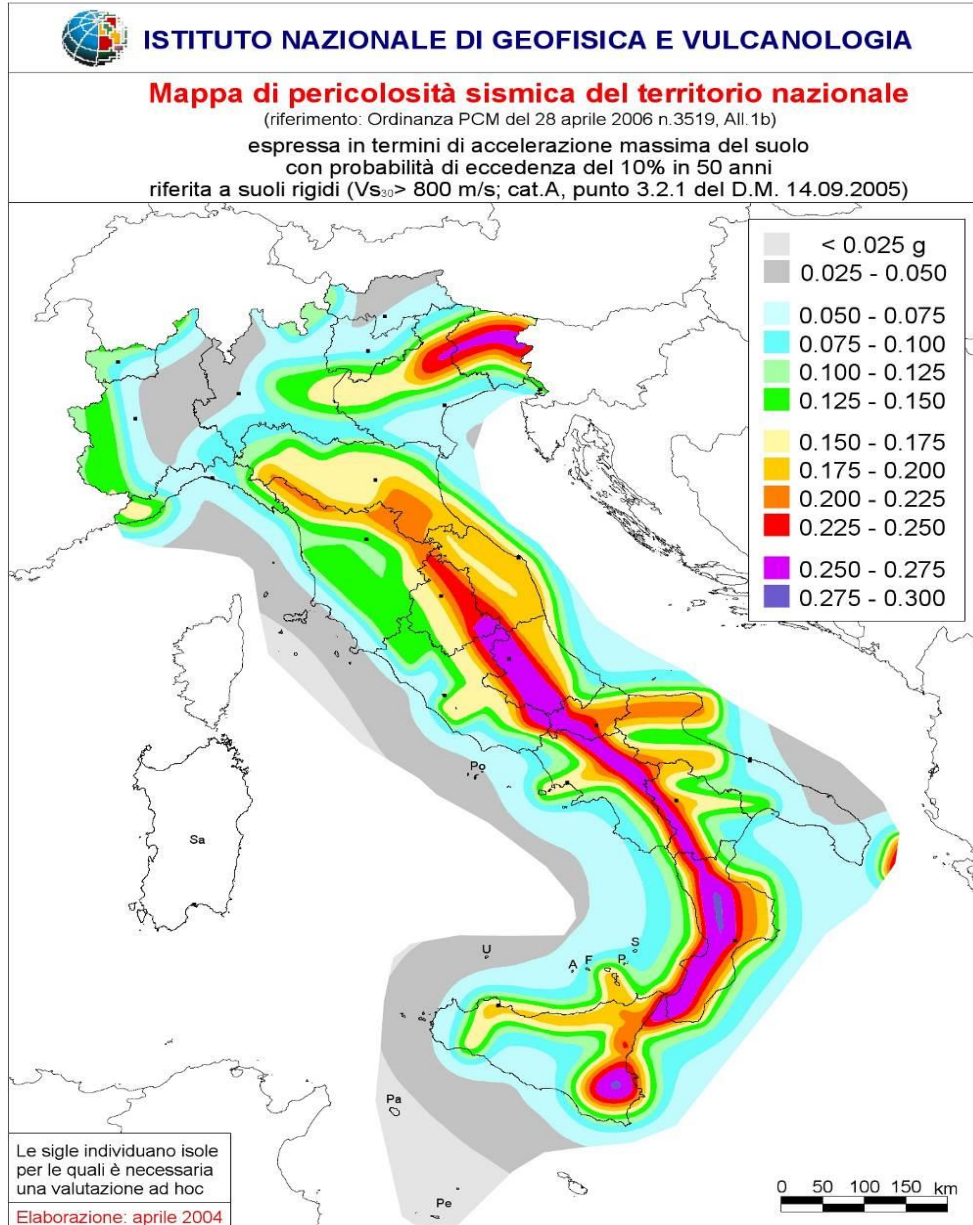 ISTITUTO NAZIONALE DI GEOFISICA E VULCANOLOGIA
Mappa di pericolosità sismica del territorio nazionale
(riferimento: Ordinanza PCM del 28 aprile 2006 n.3519, All.1b)
espressa in termini di accelerazione massima del suolo
con probabilità di eccedenza del 10% in 50 anni
riferita a suoli rigidi (Vs₃₀> 800 m/s; cat.A, punto 3.2.1 del D.M. 14.09.2005)
< 0.025 g
0.025 - 0.050
0.050 - 0.075
0.075 - 0.100
0.100 - 0.125
0.125 - 0.150
0.150 - 0.175
0.175 - 0.200
0.200 - 0.225
0.225 - 0.250
0.250 - 0.275
0.275 - 0.300
Po
Sa
S
U
A F P
Pa
Pe
Le sigle individuano isole
per le quali è necessaria
una valutazione ad hoc
Elaborazione: aprile 2004
0 50 100 150 km